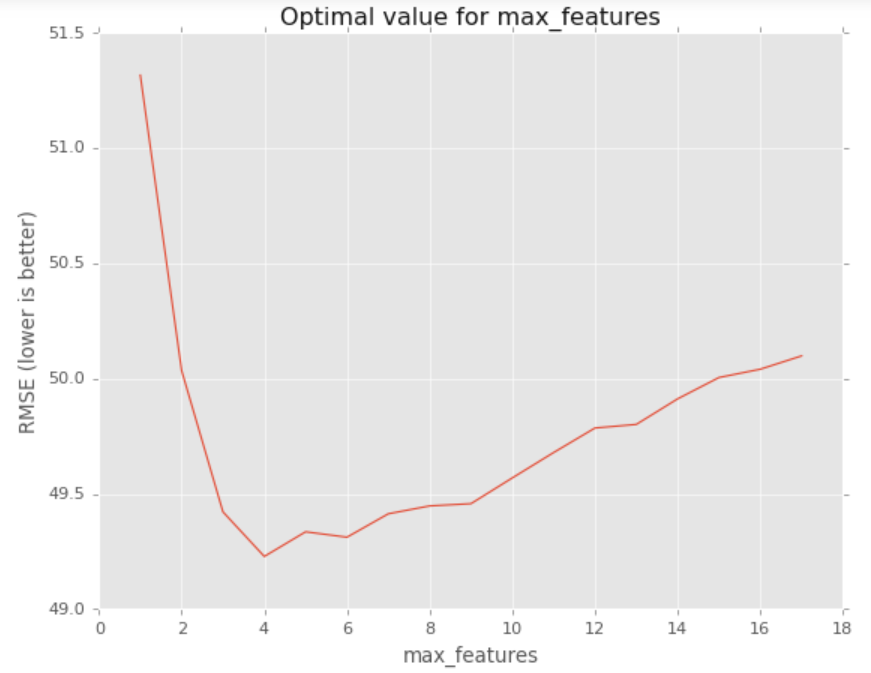 Optimal value for max_features
51.5
51.0
50.5
50.0
49.5
49.0
RMSE (lower is better)
0 2 4 6 8 10 12 14 16 18
max_features